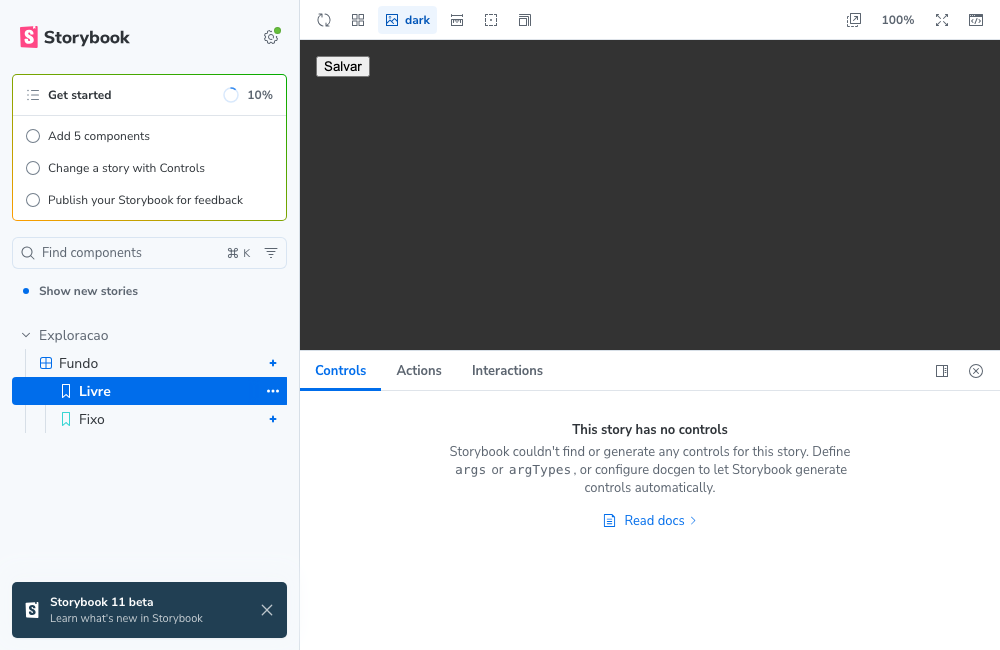 Storybook
dark
100%
Get started
10%
Add 5 components
Change a story with Controls
Publish your Storybook for feedback
Find components
⌘ K
Show new stories
Exploracao
Fundo
Livre
Fixo
Storybook 11 beta
Learn what's new in Storybook
Salvar
Controls
Actions
Interactions
This story has no controls
Storybook couldn't find or generate any controls for this story. Define
args or argTypes, or configure docgen to let Storybook generate
controls automatically.
Read docs